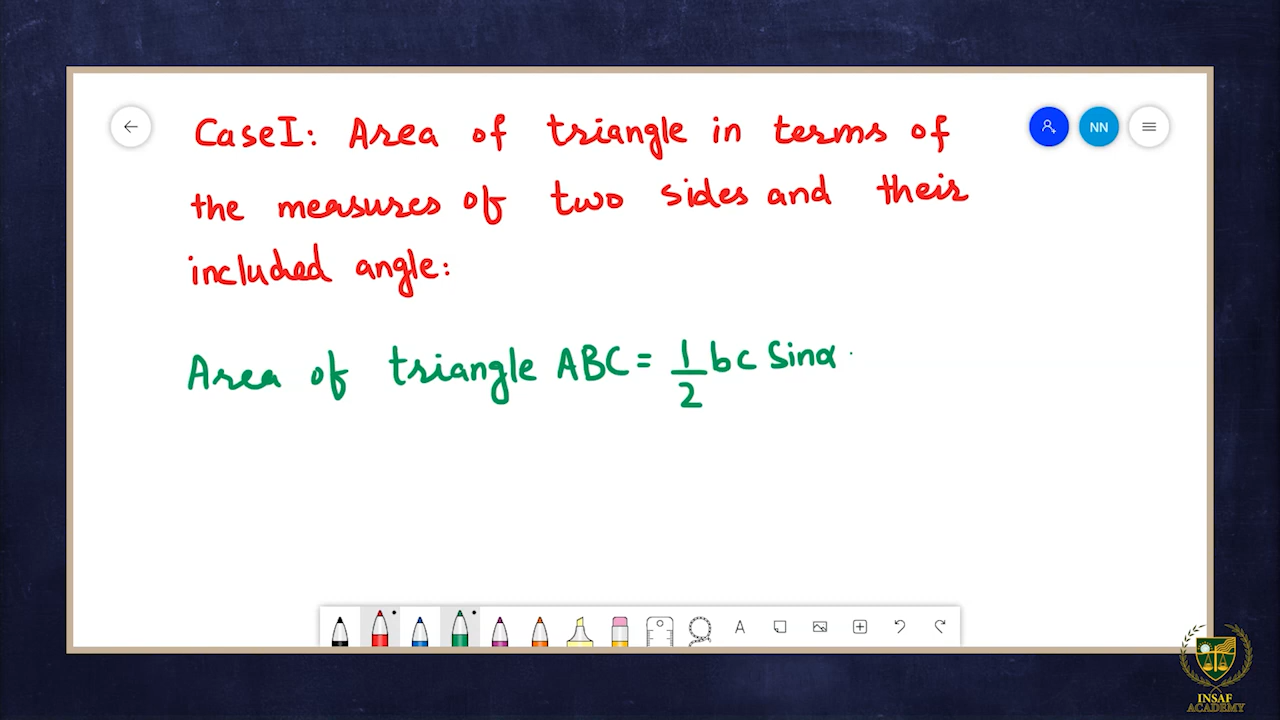 CaseI: Area of triangle in terms of
the measures of two sides and their
included angle:
Area of triangle ABC = 1/2 bc Sinα
NN
A
INSAF
ACADEMY